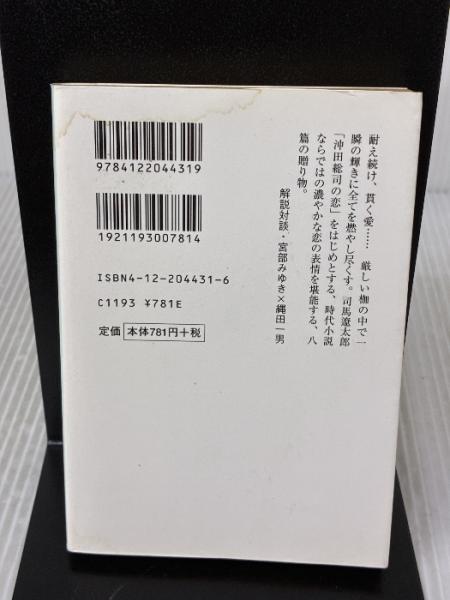 耐え続け、貫く愛…… 厳しい枷の中で一
瞬の輝きに全てを燃やし尽くす。司馬遼太郎
「沖田総司の恋」をはじめとする、時代小説
ならではの濃やかな恋の表情を堪能する、八
篇の贈り物。
解説対談・宮部みゆき×縄田一男
9784122044319
1921193007814
ISBN4-12-204431-6
C1193 ¥781E
定価 本体781円+税